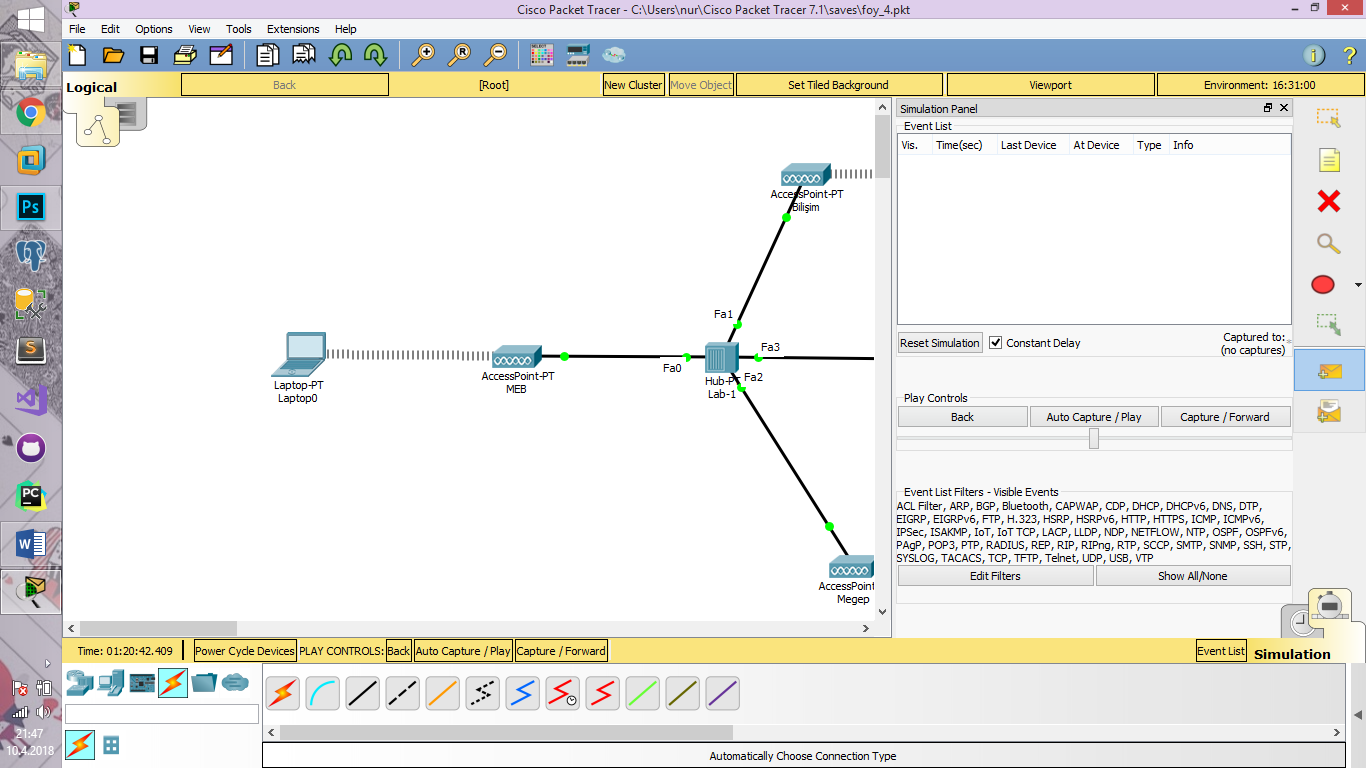 Cisco Packet Tracer - C:\Users\nur\Cisco Packet Tracer 7.1\saves\foy_4.pkt
File Edit Options View Tools Extensions Help
Logical
Back
[Root]
New Cluster
Move Object
Set Tiled Background
Viewport
Environment: 16:31:00
AccessPoint-PT
Bilişim
Fa1
Fa3
Fa0
Fa2
Hub-PT
Lab-1
Laptop-PT
Laptop0
AccessPoint-PT
MEB
AccessPoint
Megep
Simulation Panel
Event List
Vis. Time(sec) Last Device At Device Type Info
Reset Simulation
Constant Delay
Captured to:
(no captures)
Play Controls
Back
Auto Capture / Play
Capture / Forward
Event List Filters - Visible Events
ACL Filter, ARP, BGP, Bluetooth, CAPWAP, CDP, DHCP, DHCPv6, DNS, DTP,
EIGRP, EIGRPv6, FTP, H.323, HSRP, HSRPv6, HTTP, HTTPS, ICMP, ICMPv6,
IPSec, ISAKMP, IoT, IoT TCP, LACP, LLDP, NDP, NETFLOW, NTP, OSPF, OSPFv6,
PAgP, POP3, PTP, RADIUS, REP, RIP, RIPng, RTP, SCCP, SMTP, SNMP, SSH, STP,
SYSLOG, TACACS, TCP, TFTP, Telnet, UDP, USB, VTP
Edit Filters
Show All/None
Time: 01:20:42.409
Power Cycle Devices
PLAY CONTROLS:
Back
Auto Capture / Play
Capture / Forward
Event List
Simulation
Automatically Choose Connection Type
Ps
S
PC
W
21:47
10.4.2018